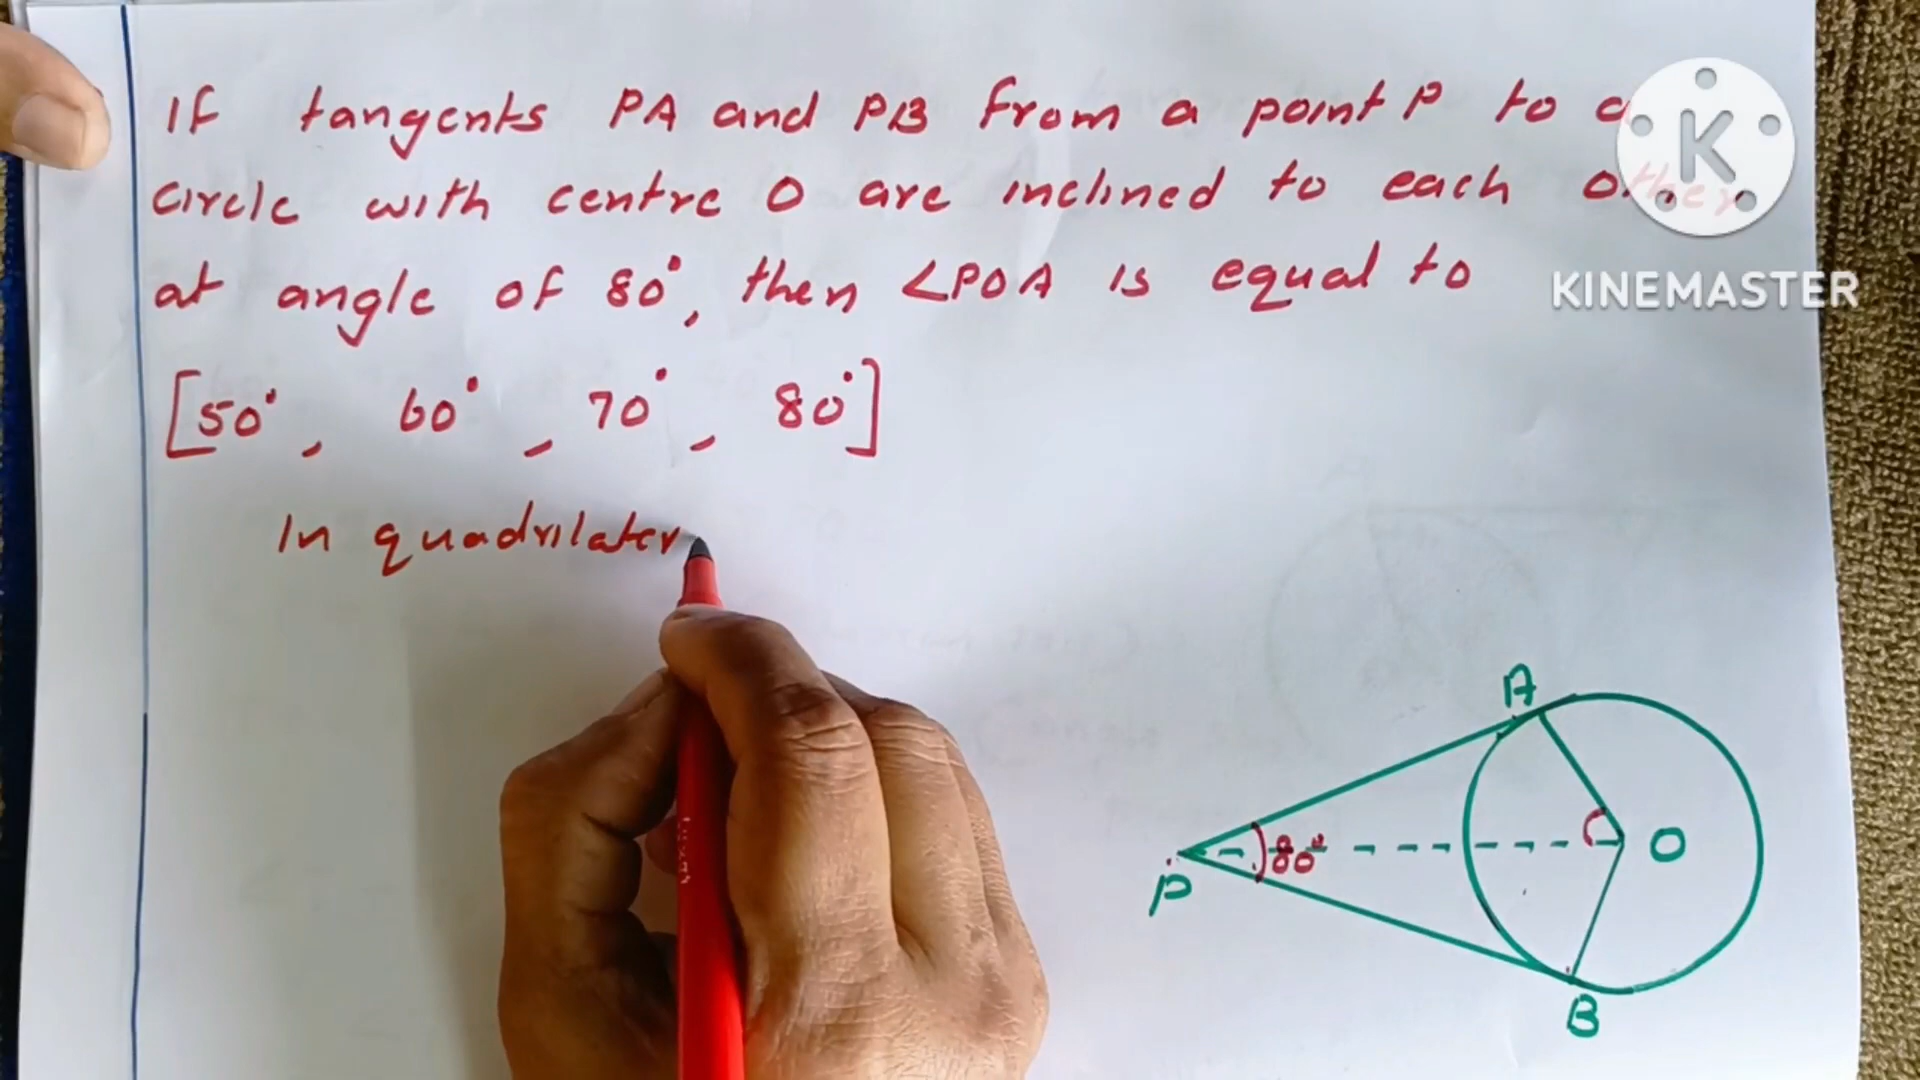 If tangents PA and PB from a point P to a
circle with centre O are inclined to each other
at angle of 80°, then ∠POA is equal to
[50°, 60°, 70°, 80°]
In quadrilater
K
KINEMASTER
A
P
80°
O
B